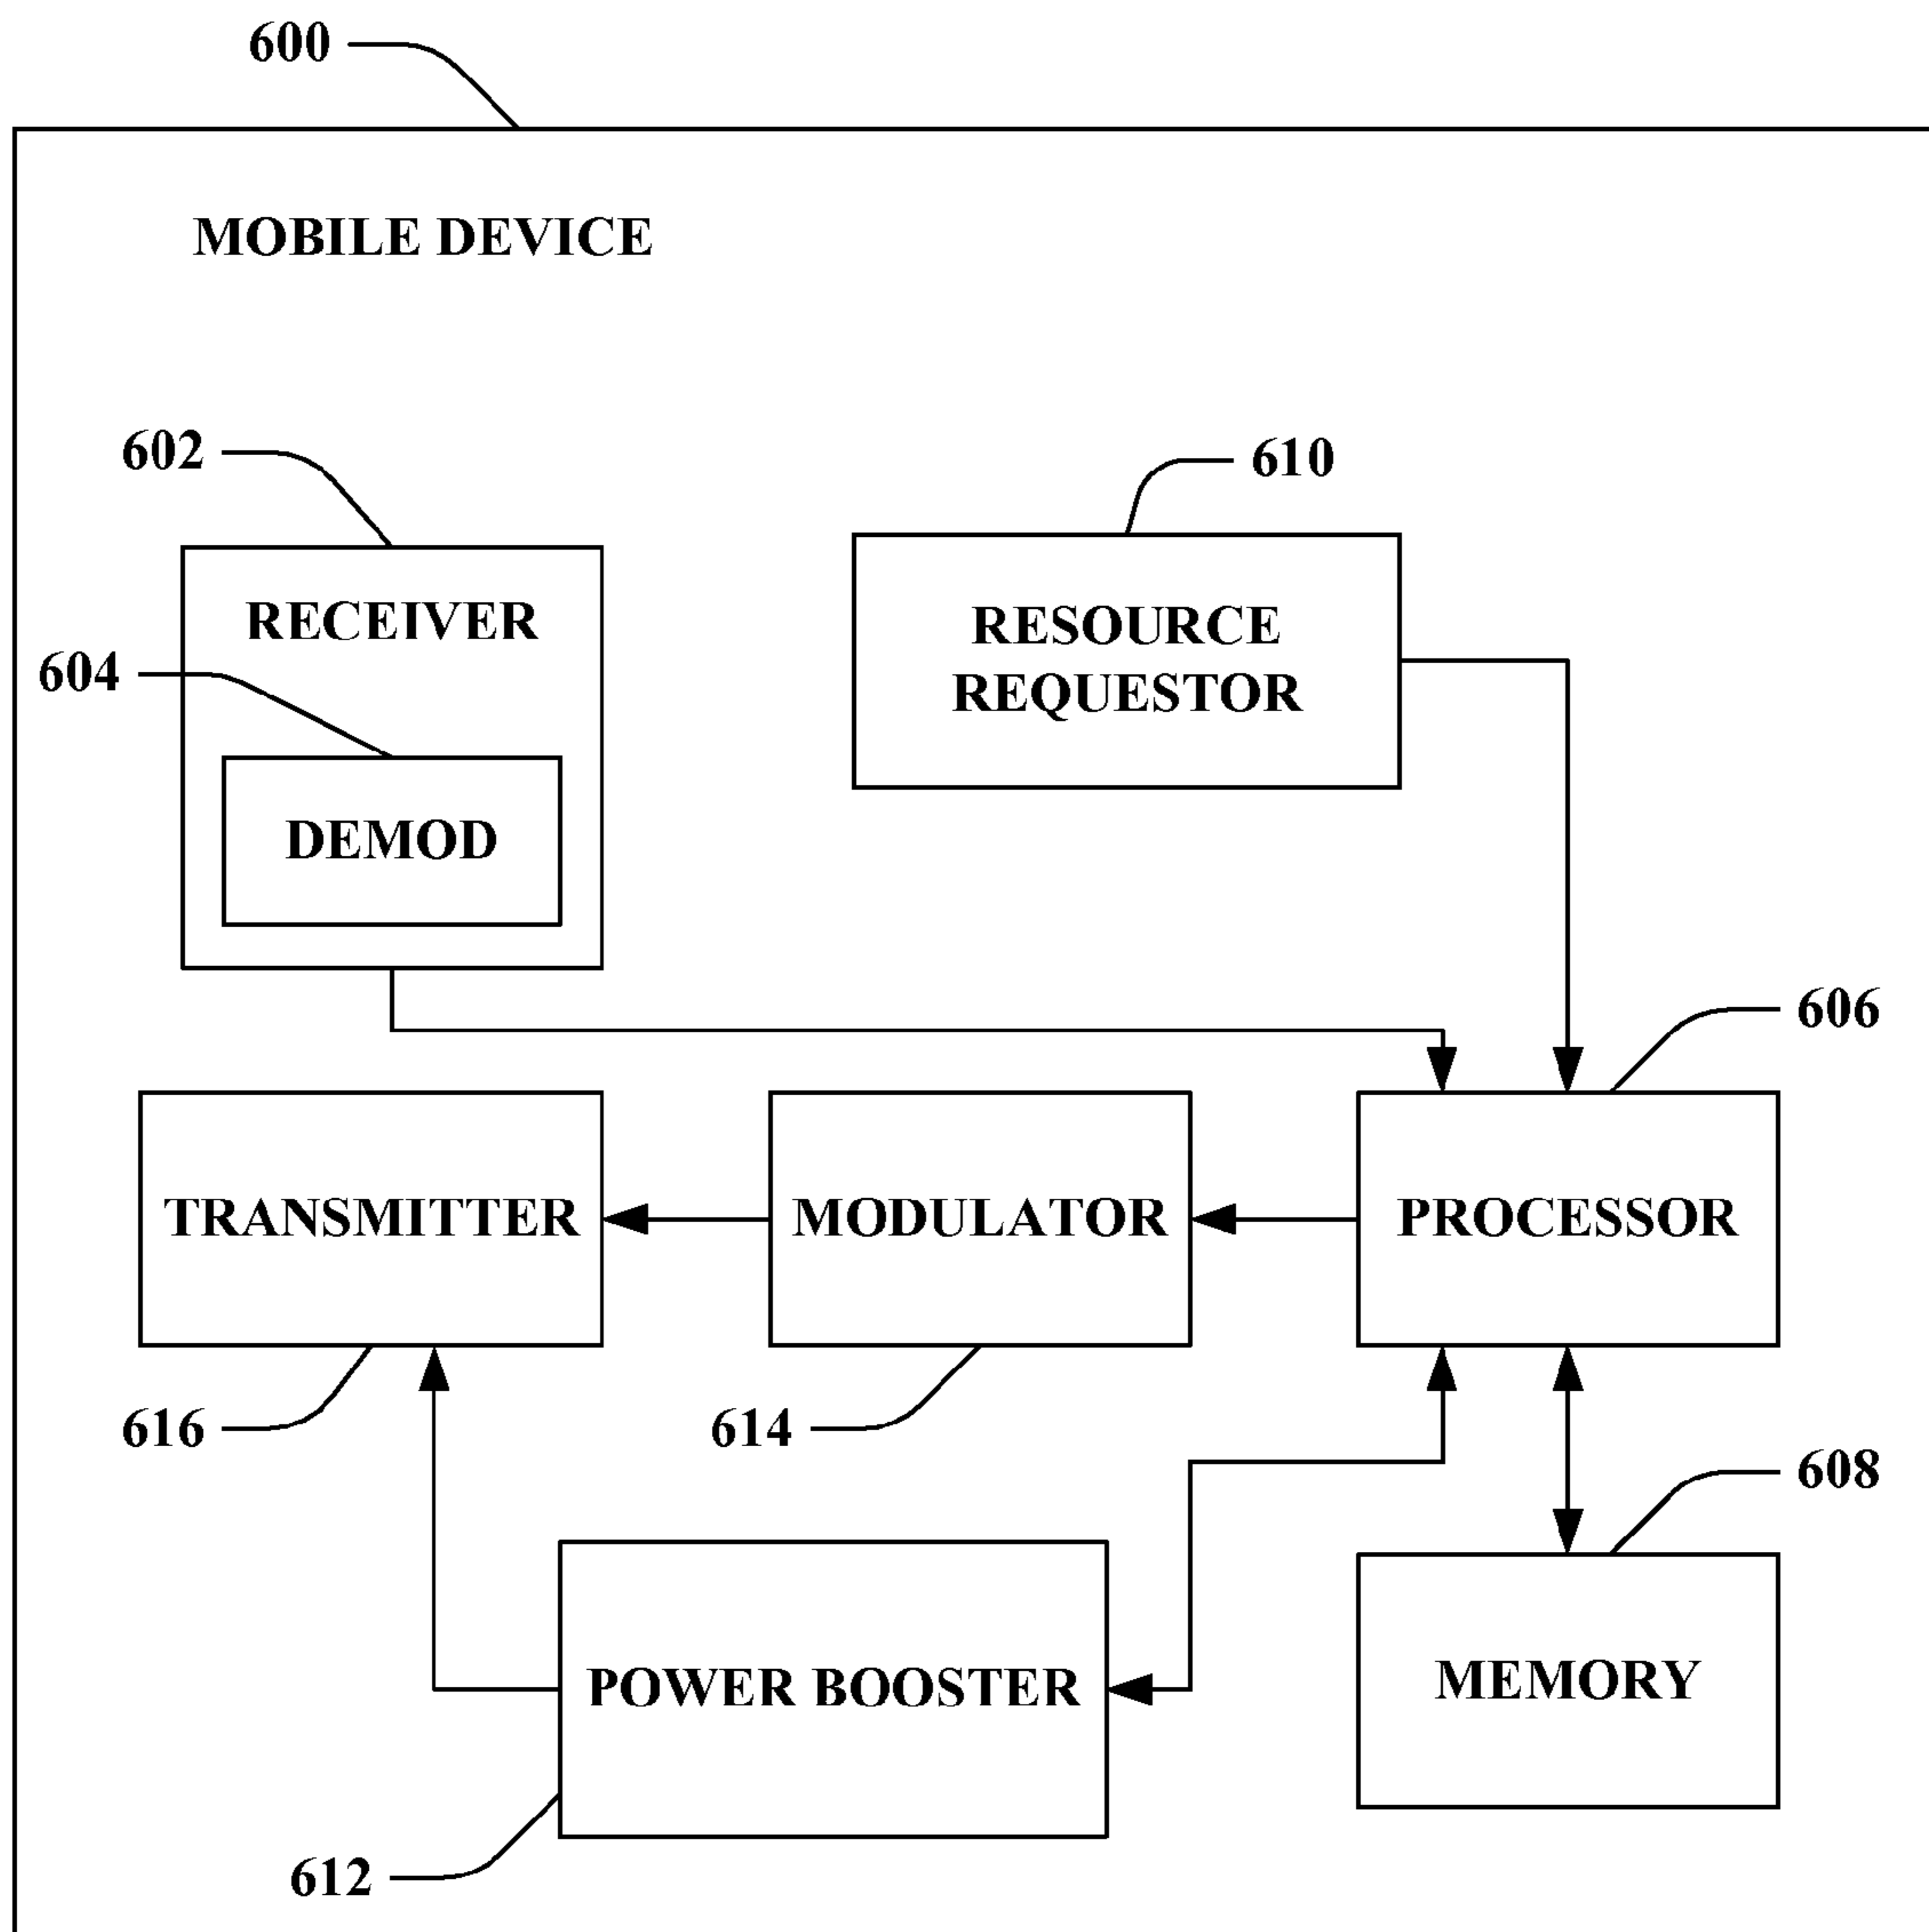 600
MOBILE DEVICE
602
610
RECEIVER
RESOURCE
REQUESTOR
604
DEMOD
606
TRANSMITTER
MODULATOR
PROCESSOR
616
614
608
POWER BOOSTER
MEMORY
612